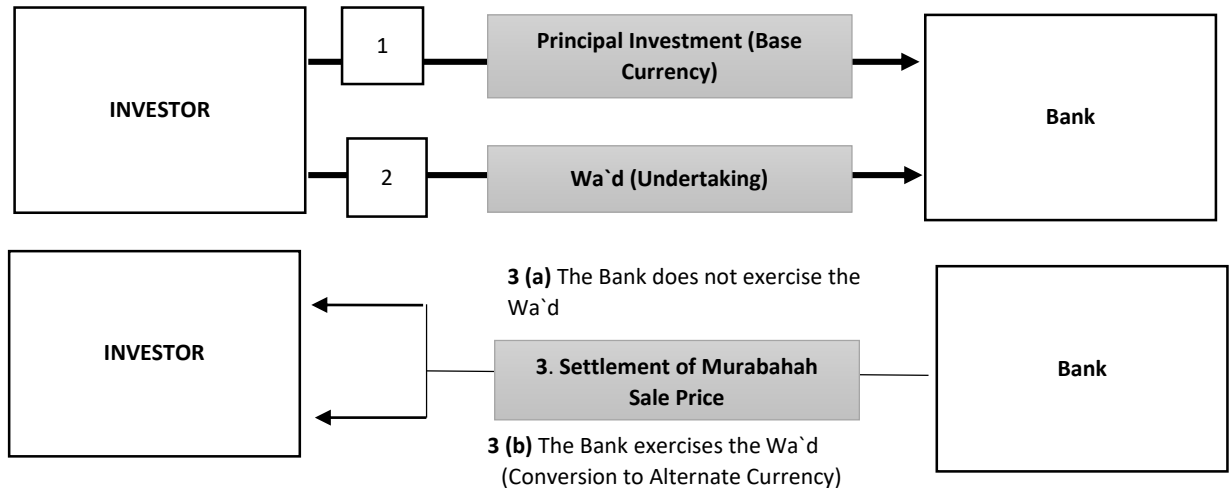 INVESTOR
1
Principal Investment (Base
Currency)
Bank
2
Wa`d (Undertaking)
INVESTOR
3 (a) The Bank does not exercise the
Wa`d
3. Settlement of Murabahah
Sale Price
3 (b) The Bank exercises the Wa`d
(Conversion to Alternate Currency)
Bank